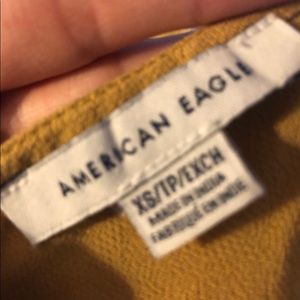 AMERICAN EAGLE
XS/TP/EXCH
MADE IN INDIA
FABRIQUÉ EN INDE